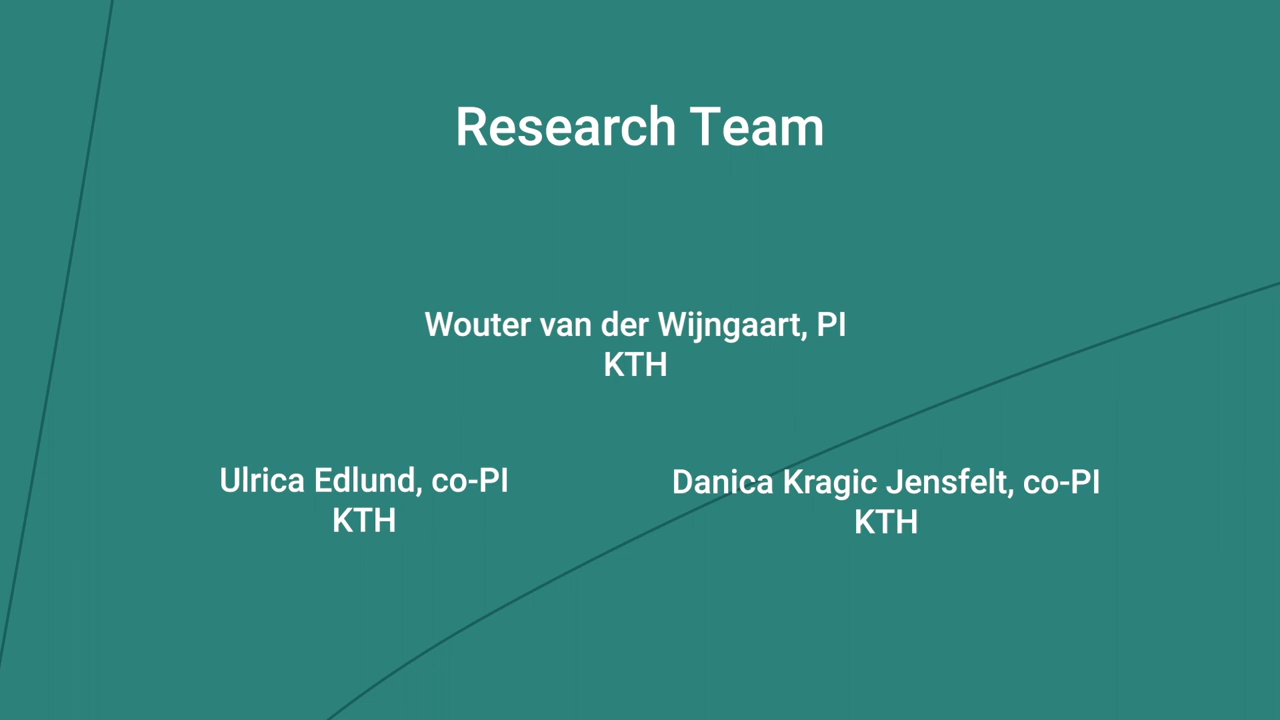 Research Team
Wouter van der Wijngaart, PI
KTH
Ulrica Edlund, co-PI
KTH
Danica Kragic Jensfelt, co-PI
KTH